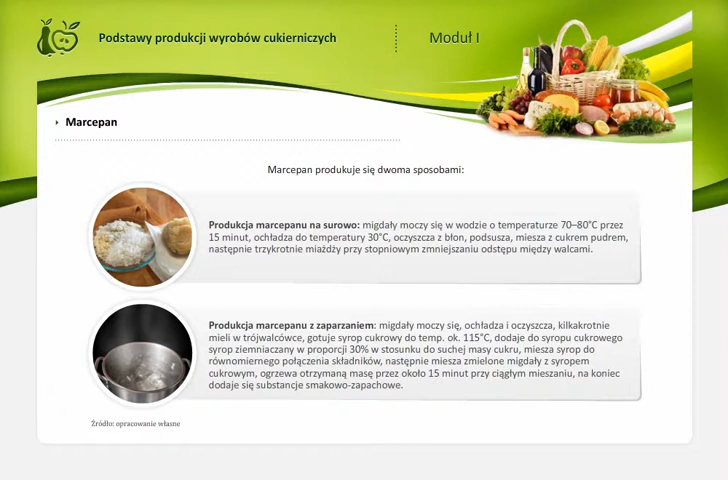 Podstawy produkcji wyrobów cukierniczych
Moduł I
Marcepan
Marcepan produkuje się dwoma sposobami:
Produkcja marcepanu na surowo: migdały moczy się w wodzie o temperaturze 70–80°C przez
15 minut, ochładza do temperatury 30°C, oczyszcza z błon, podsusza, miesza z cukrem pudrem,
następnie trzykrotnie miażdży przy stopniowym zmniejszaniu odstępu między walcami.
Produkcja marcepanu z zaparzaniem: migdały moczy się, ochładza i oczyszcza, kilkakrotnie
mieli w trójwalcówce, gotuje syrop cukrowy do temp. ok. 115°C, dodaje do syropu cukrowego
syrop ziemniaczany w proporcji 30% w stosunku do suchej masy cukru, miesza syrop do
równomiernego połączenia składników, następnie miesza zmielone migdały z syropem
cukrowym, ogrzewa otrzymaną masę przez około 15 minut przy ciągłym mieszaniu, na koniec
dodaje się substancje smakowo-zapachowe.
Źródło: opracowanie własne